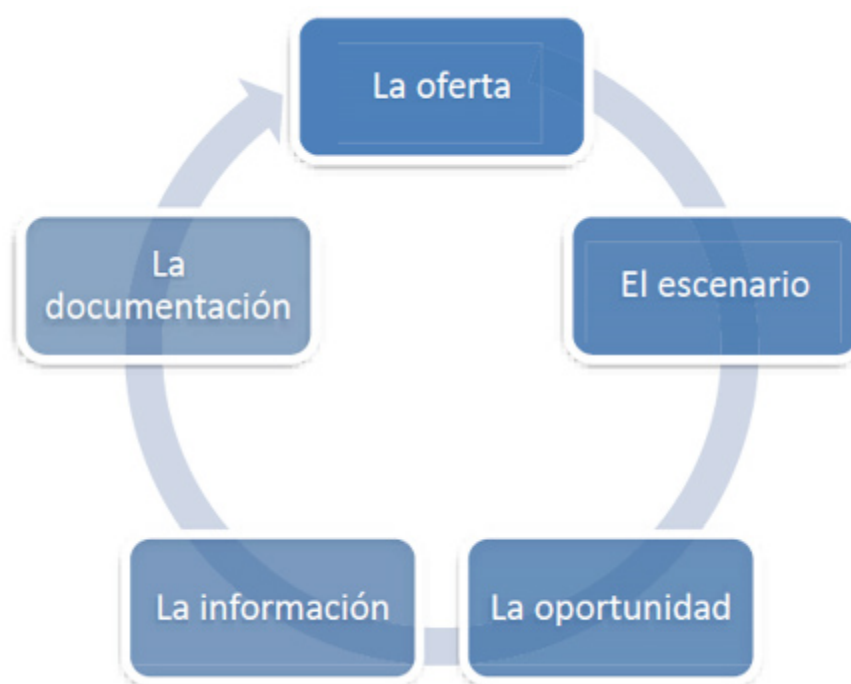 La oferta
El escenario
La oportunidad
La información
La
documentación